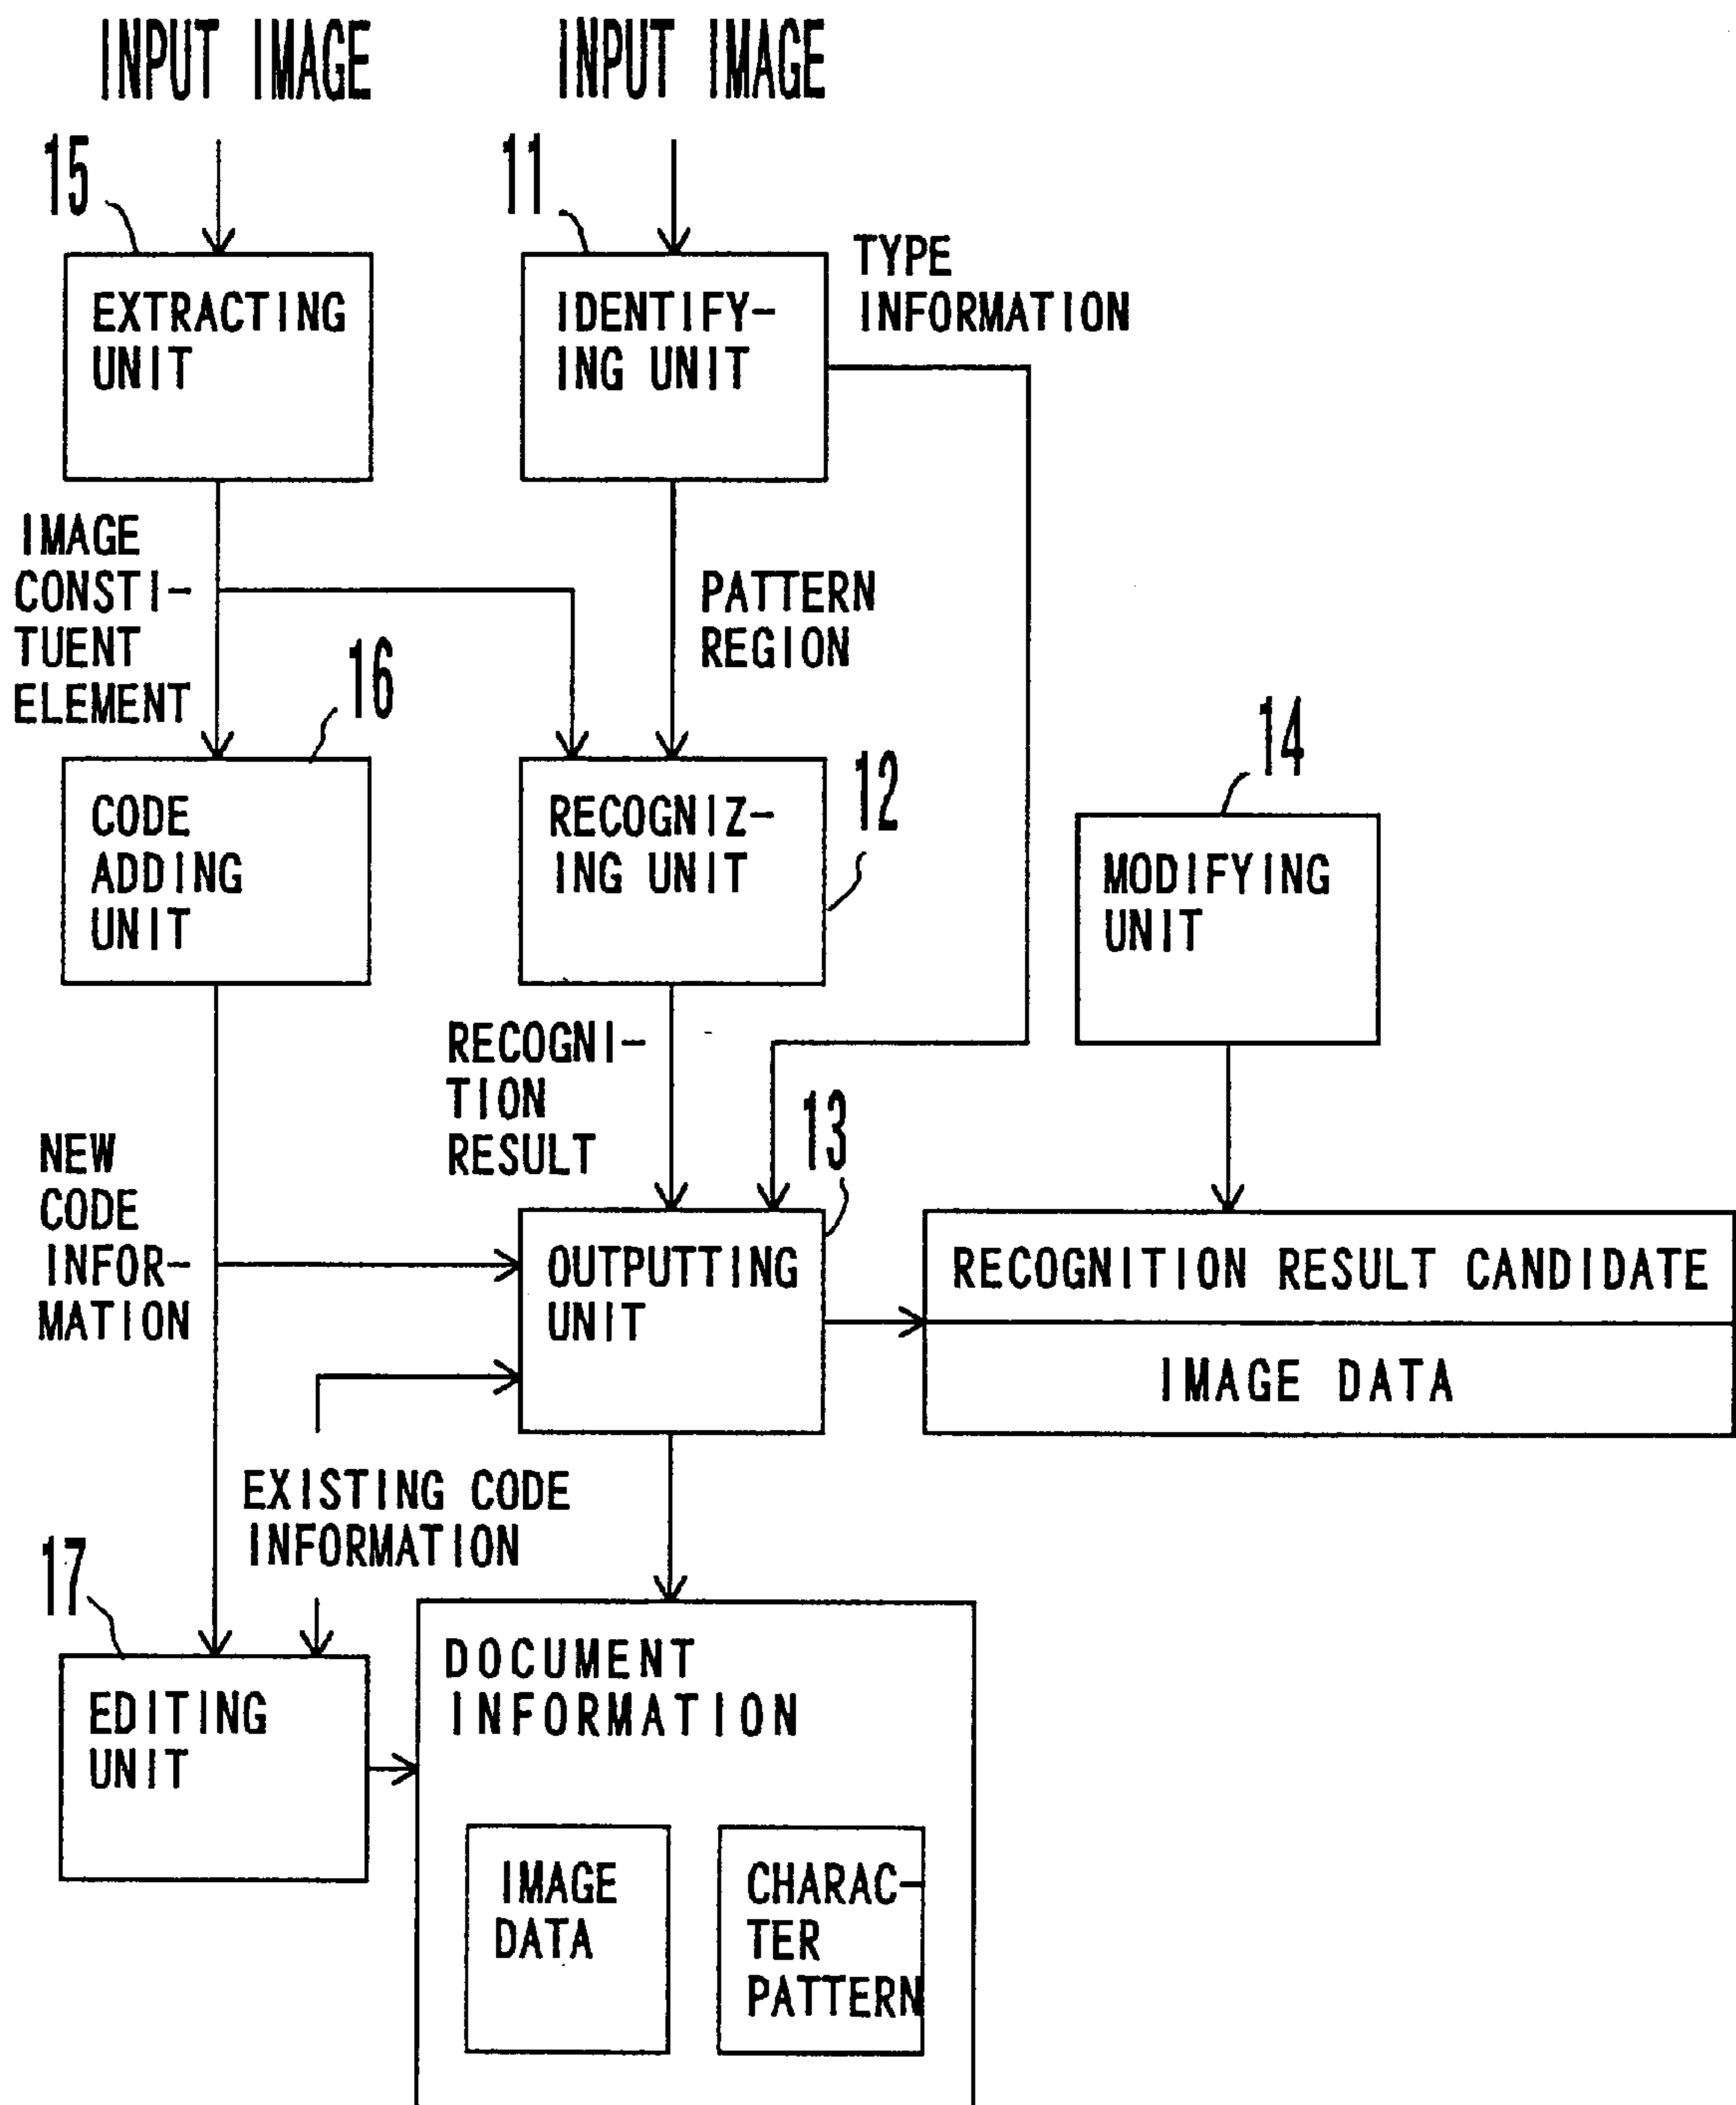 INPUT IMAGE
INPUT IMAGE
15
11
EXTRACTING
UNIT
IDENTIFY-
ING UNIT
TYPE
INFORMATION
IMAGE
CONSTI-
TUENT
ELEMENT
PATTERN
REGION
16
12
14
CODE
ADDING
UNIT
RECOGNIZ-
ING UNIT
MODIFYING
UNIT
RECOGNI-
TION
RESULT
13
NEW
CODE
INFOR-
MATION
OUTPUTTING
UNIT
RECOGNITION RESULT CANDIDATE
IMAGE DATA
EXISTING CODE
INFORMATION
17
EDITING
UNIT
DOCUMENT
INFORMATION
IMAGE
DATA
CHARAC-
TER
PATTERN